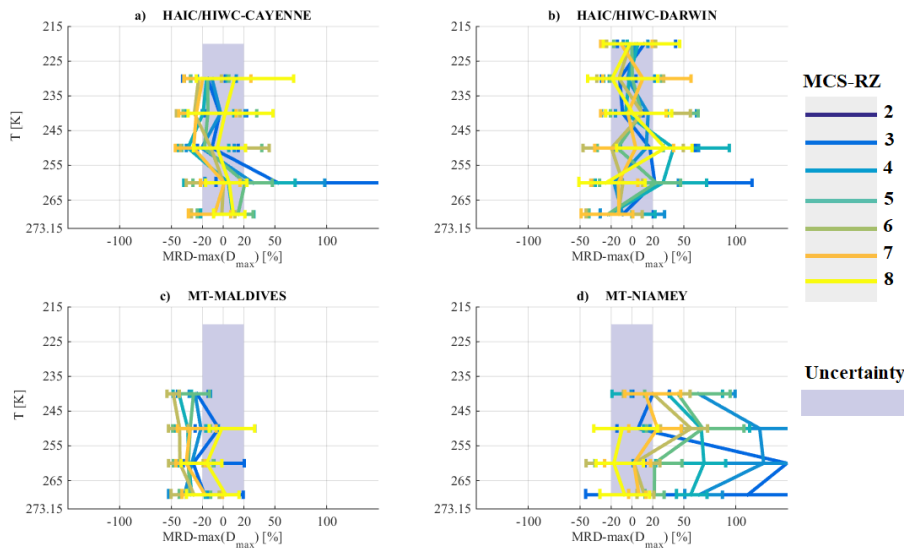 a) HAIC/HIWC-CAYENNE
215
225
235
245
255
265
273.15
T [K]
-100 -50 -20 0 20 50 100
MRD-max(Dmax) [%]
b) HAIC/HIWC-DARWIN
215
225
235
245
255
265
273.15
T [K]
-100 -50 -20 0 20 50 100
MRD-max(Dmax) [%]
MCS-RZ
2
3
4
5
6
7
8
c) MT-MALDIVES
215
225
235
245
255
265
273.15
T [K]
-100 -50 -20 0 20 50 100
MRD-max(Dmax) [%]
d) MT-NIAMEY
215
225
235
245
255
265
273.15
T [K]
-100 -50 -20 0 20 50 100
MRD-max(Dmax) [%]
Uncertainty